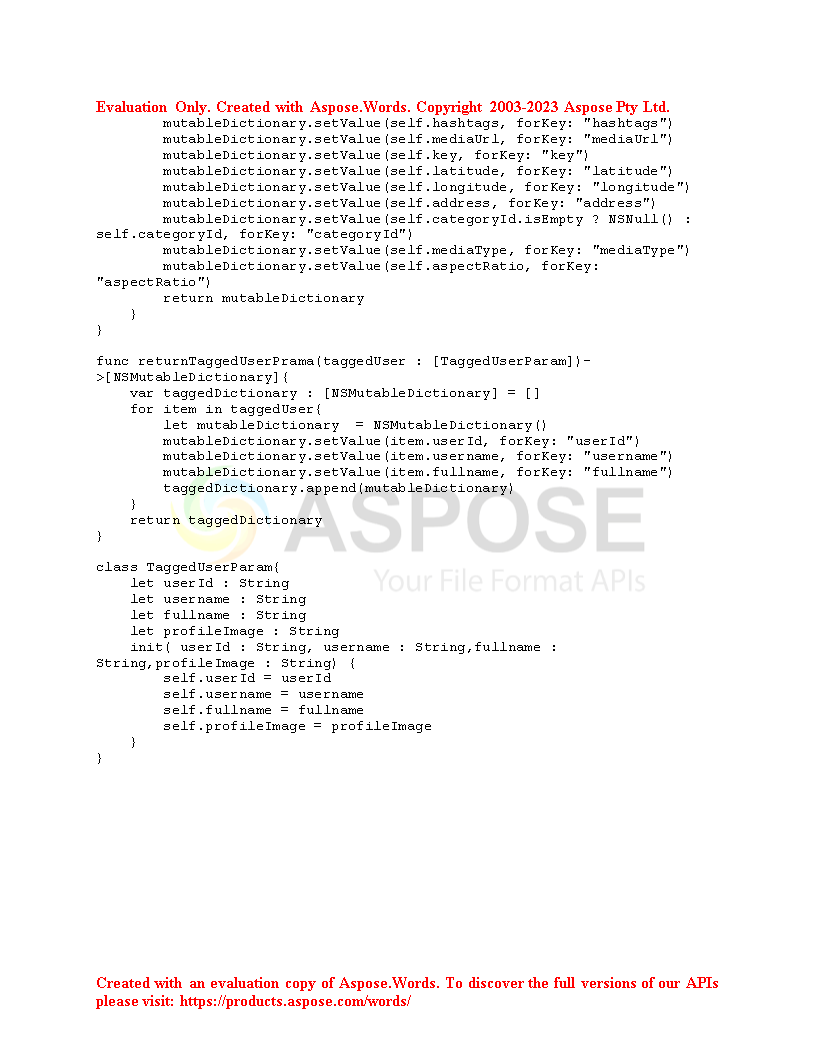 Evaluation Only. Created with Aspose.Words. Copyright 2003-2023 Aspose Pty Ltd.
        mutableDictionary.setValue(self.hashtags, forKey: "hashtags")
        mutableDictionary.setValue(self.mediaUrl, forKey: "mediaUrl")
        mutableDictionary.setValue(self.key, forKey: "key")
        mutableDictionary.setValue(self.latitude, forKey: "latitude")
        mutableDictionary.setValue(self.longitude, forKey: "longitude")
        mutableDictionary.setValue(self.address, forKey: "address")
        mutableDictionary.setValue(self.categoryId.isEmpty ? NSNull() :
self.categoryId, forKey: "categoryId")
        mutableDictionary.setValue(self.mediaType, forKey: "mediaType")
        mutableDictionary.setValue(self.aspectRatio, forKey:
"aspectRatio")
        return mutableDictionary
    }
}

func returnTaggedUserPrama(taggedUser : [TaggedUserParam])-
>[NSMutableDictionary]{
    var taggedDictionary : [NSMutableDictionary] = []
    for item in taggedUser{
        let mutableDictionary  = NSMutableDictionary()
        mutableDictionary.setValue(item.userId, forKey: "userId")
        mutableDictionary.setValue(item.username, forKey: "username")
        mutableDictionary.setValue(item.fullname, forKey: "fullname")
        taggedDictionary.append(mutableDictionary)
    }
    return taggedDictionary
}
ASPOSE
Your File Format APIs

class TaggedUserParam{
    let userId : String
    let username : String
    let fullname : String
    let profileImage : String
    init( userId : String, username : String,fullname :
String,profileImage : String) {
        self.userId = userId
        self.username = username
        self.fullname = fullname
        self.profileImage = profileImage
    }
}

Created with an evaluation copy of Aspose.Words. To discover the full versions of our APIs
please visit: https://products.aspose.com/words/